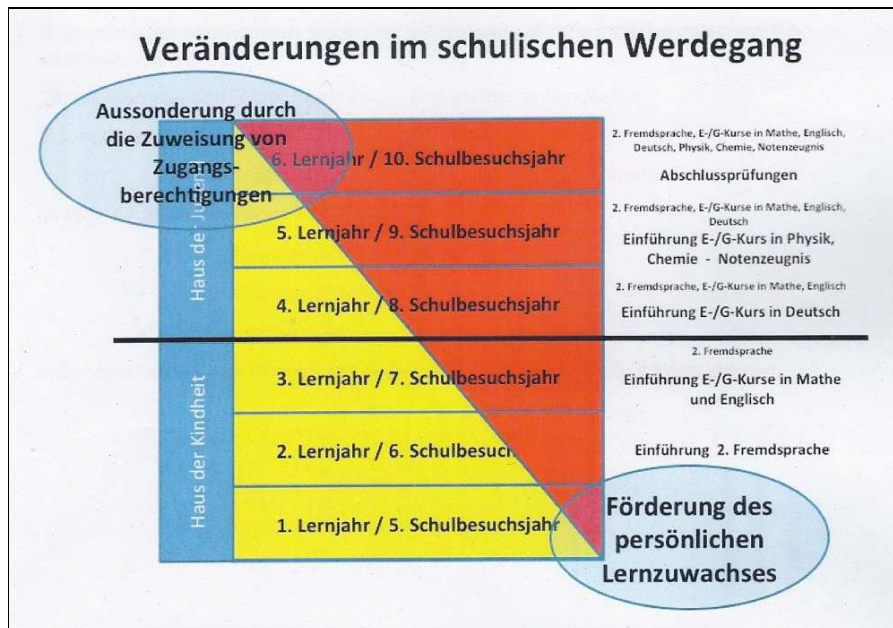 Veränderungen im schulischen Werdegang
Aussonderung durch
die Zuweisung von
Zugangs-
berechtigungen
Haus der Jugend
Haus der Kindheit
6. Lernjahr / 10. Schulbesuchsjahr
5. Lernjahr / 9. Schulbesuchsjahr
4. Lernjahr / 8. Schulbesuchsjahr
3. Lernjahr / 7. Schulbesuchsjahr
2. Lernjahr / 6. Schulbesuch
1. Lernjahr / 5. Schulbesuchsjahr
2. Fremdsprache, E-/G-Kurse in Mathe, Englisch,
Deutsch, Physik, Chemie, Notenzeugnis
Abschlussprüfungen
2. Fremdsprache, E-/G-Kurse in Mathe, Englisch,
Deutsch
Einführung E-/G-Kurs in Physik,
Chemie - Notenzeugnis
2. Fremdsprache, E-/G-Kurse in Mathe, Englisch
Einführung E-/G-Kurs in Deutsch
2. Fremdsprache
Einführung E-/G-Kurse in Mathe
und Englisch
Einführung 2. Fremdsprache
Förderung des
persönlichen
Lernzuwachses